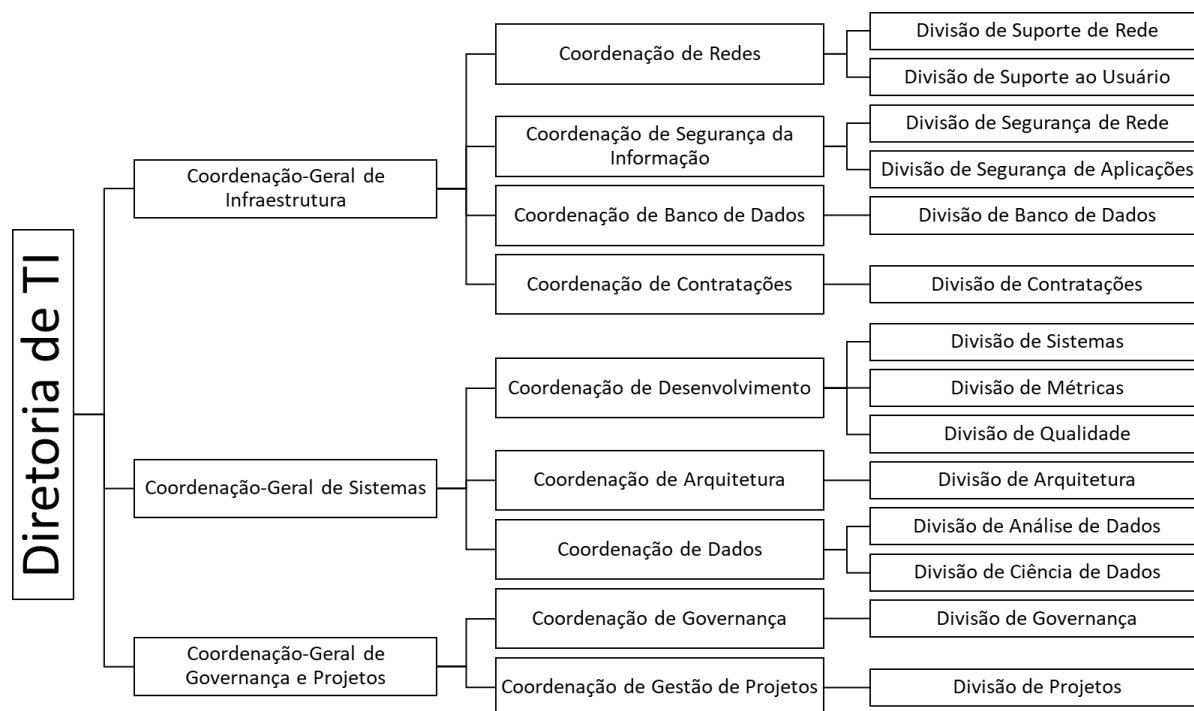 Diretoria de TI
Coordenação-Geral de
Infraestrutura
Coordenação de Redes
Divisão de Suporte de Rede
Divisão de Suporte ao Usuário
Coordenação de Segurança da
Informação
Divisão de Segurança de Rede
Divisão de Segurança de Aplicações
Coordenação de Banco de Dados
Divisão de Banco de Dados
Coordenação de Contratações
Divisão de Contratações
Coordenação-Geral de Sistemas
Coordenação de Desenvolvimento
Divisão de Sistemas
Divisão de Métricas
Divisão de Qualidade
Coordenação de Arquitetura
Divisão de Arquitetura
Coordenação de Dados
Divisão de Análise de Dados
Divisão de Ciência de Dados
Coordenação-Geral de
Governança e Projetos
Coordenação de Governança
Divisão de Governança
Coordenação de Gestão de Projetos
Divisão de Projetos